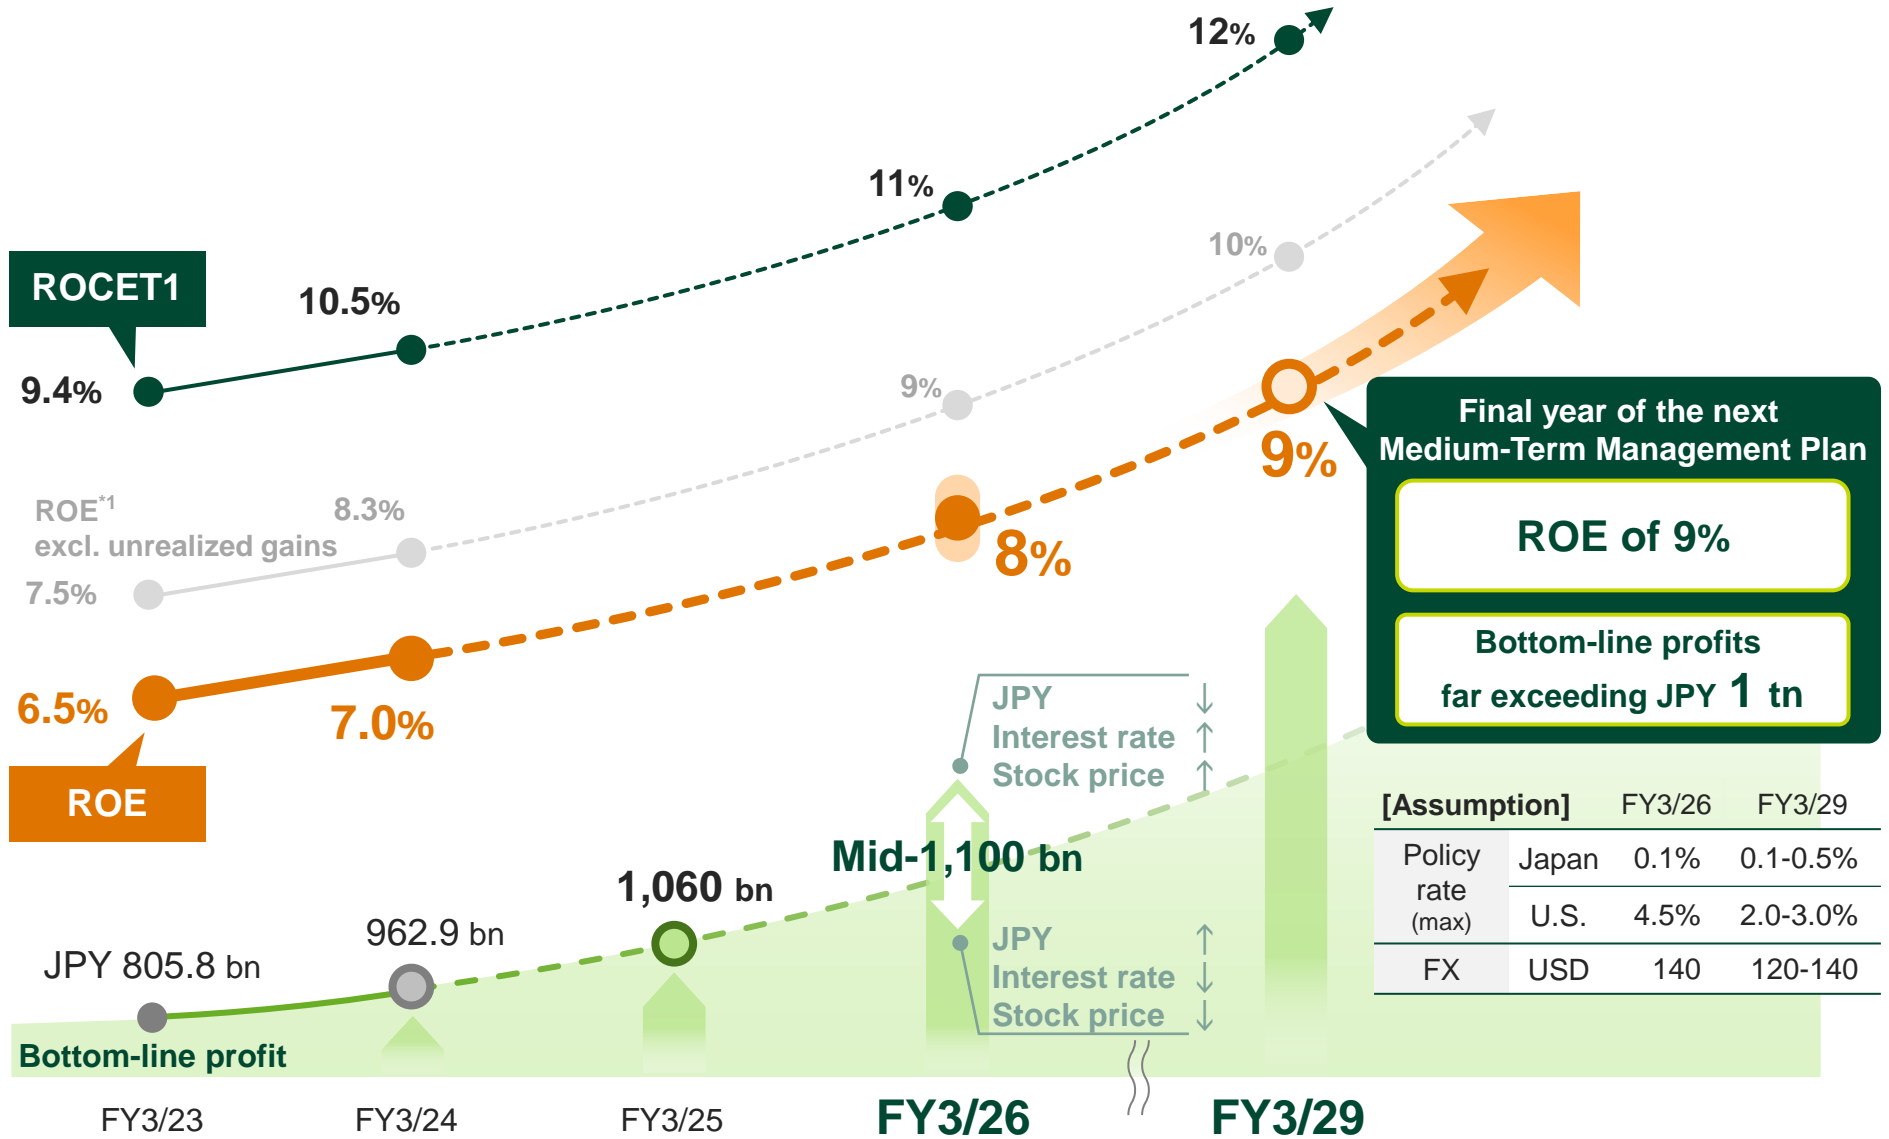 12%
11%
10%
ROCET1
10.5%
9.4%
9%
Final year of the next
Medium-Term Management Plan
ROE of 9%
Bottom-line profits
far exceeding JPY 1 tn
9%
ROE*1
excl. unrealized gains
8.3%
7.5%
8%
6.5%
7.0%
ROE
JPY ↓
Interest rate ↑
Stock price ↑
Mid-1,100 bn
1,060 bn
962.9 bn
JPY 805.8 bn
JPY ↑
Interest rate ↓
Stock price ↓
[Assumption] FY3/26 FY3/29
Policy
rate
(max)
Japan 0.1% 0.1-0.5%
U.S. 4.5% 2.0-3.0%
FX USD 140 120-140
Bottom-line profit
FY3/23 FY3/24 FY3/25 FY3/26 FY3/29